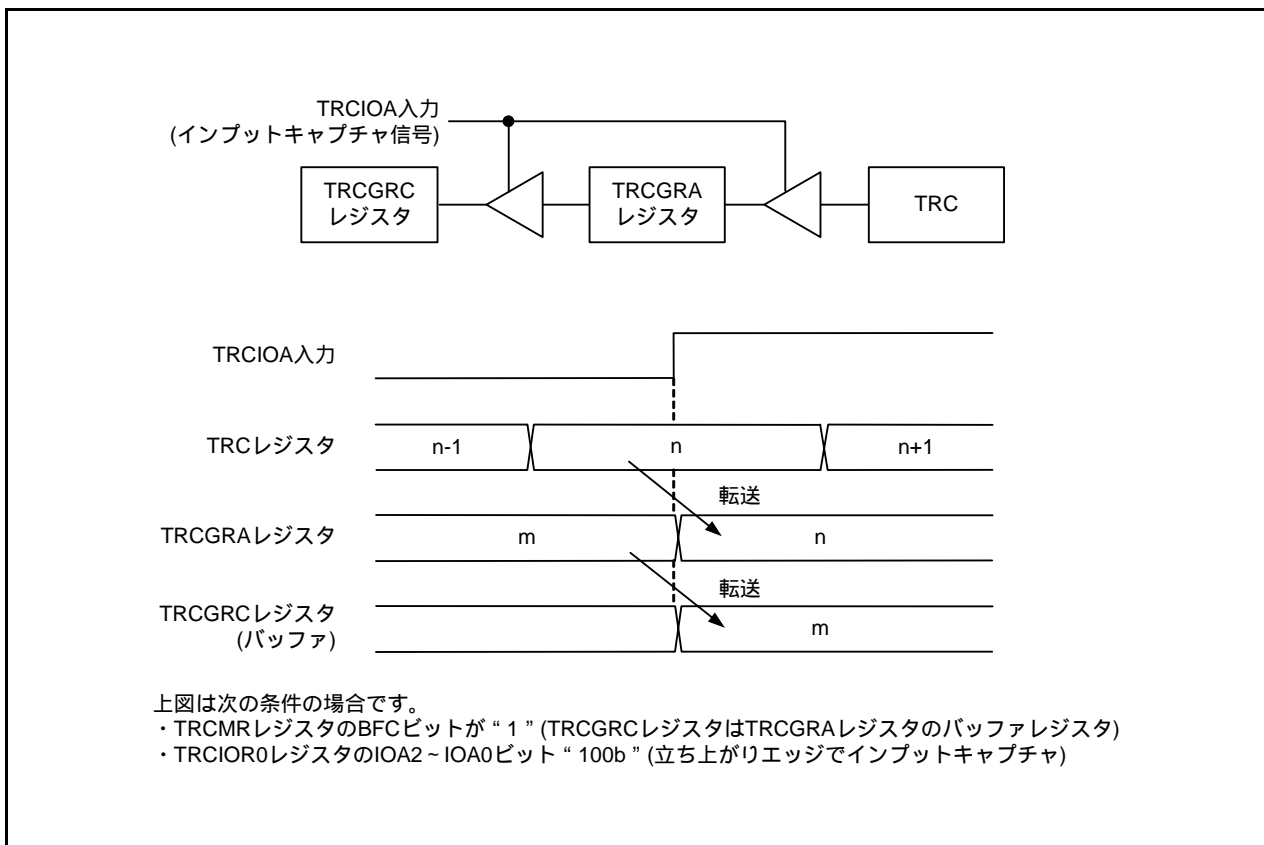 TRCIOA入力
(インプットキャプチャ信号)
TRCGRC
レジスタ
TRCGRA
レジスタ
TRC
TRCIOA入力
TRCレジスタ
n-1
n
n+1
転送
TRCGRAレジスタ
m
n
転送
TRCGRCレジスタ
(バッファ)
m
上図は次の条件の場合です。
・TRCMRレジスタのBFCビットが“1”(TRCGRCレジスタはTRCGRAレジスタのバッファレジスタ)
・TRCIOR0レジスタのIOA2~IOA0ビット“100b”(立ち上がりエッジでインプットキャプチャ)